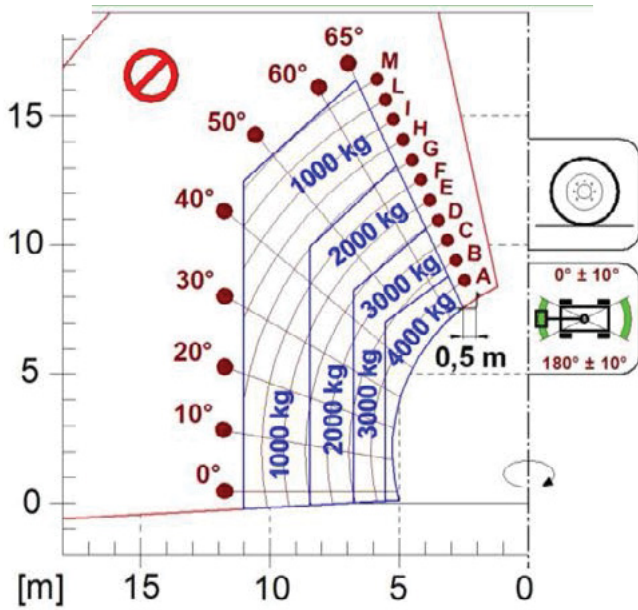 65°
60°
50°
40°
30°
20°
10°
0°
M
L
I
H
G
F
E
D
C
B
A
1000 kg
2000 kg
3000 kg
4000 kg
1000 kg
2000 kg
3000 kg
0,5 m
0° ± 10°
180° ± 10°
15
10
5
0
[m]
15
10
5
0